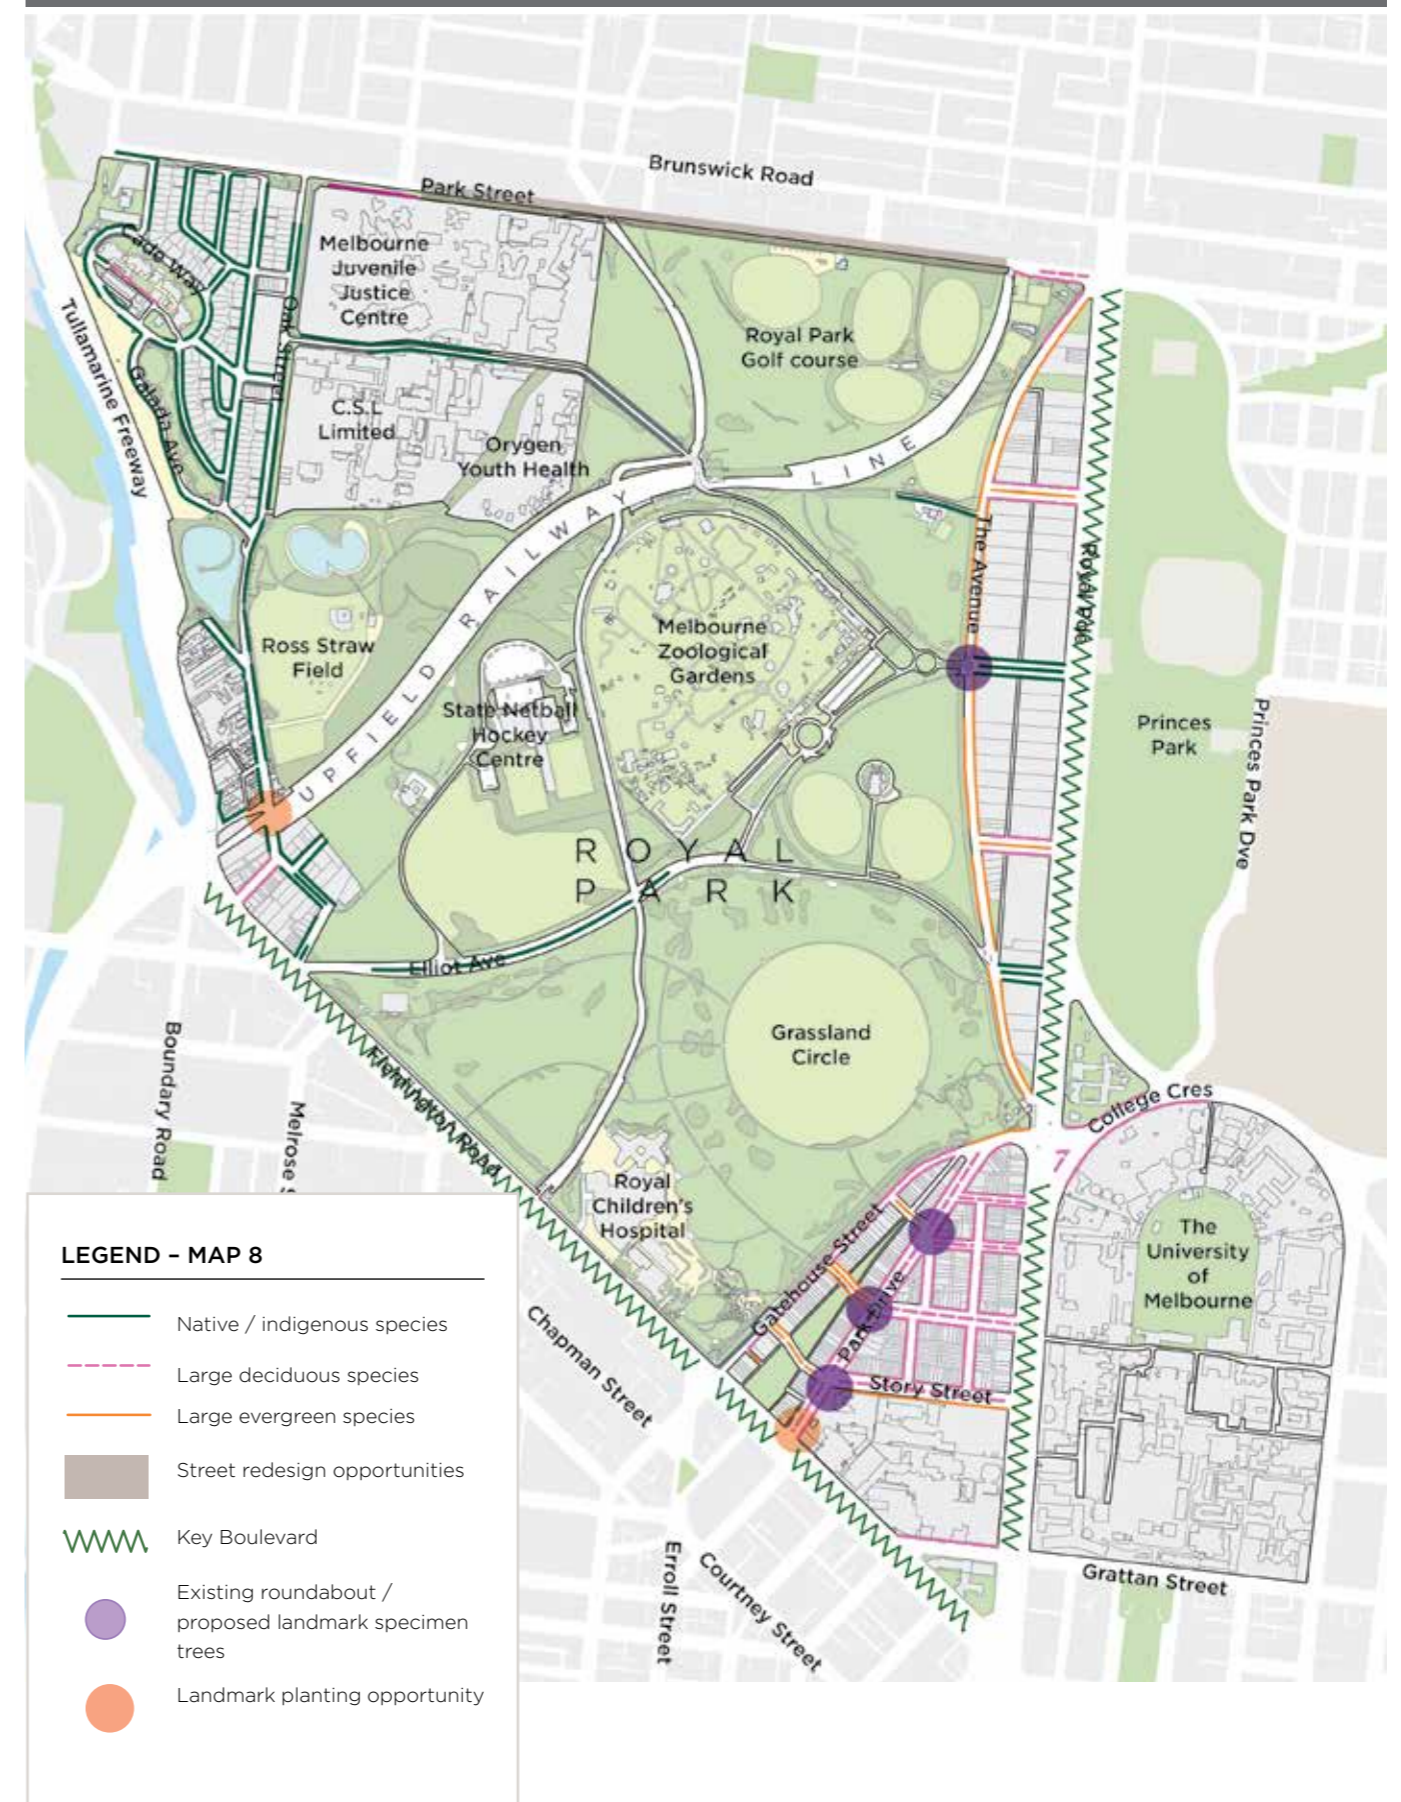 Brunswick Road
Park Street
Melbourne
Juvenile
Justice
Centre
Cade Way
Oak Street
Royal Park
Golf course
Tullamarine Freeway
Galada Ave
C.S.L
Limited
Orygen
Youth Health
UPFIELD RAILWAY LINE
The Avenue
Royal Pde
Ross Straw
Field
Melbourne
Zoological
Gardens
State Netball
Hockey
Centre
Princes
Park
Princes Park Dve
ROYAL
PARK
Elliot Ave
Grassland
Circle
Boundary Road
Melrose S
Flemington Road
College Cres
Royal
Children's
Hospital
Gatehouse Street
Park Drive
Story Street
The
University
of
Melbourne
Chapman Street
Erroll Street
Courtney Street
Grattan Street
LEGEND – MAP 8
Native / indigenous species
Large deciduous species
Large evergreen species
Street redesign opportunities
Key Boulevard
Existing roundabout /
proposed landmark specimen
trees
Landmark planting opportunity